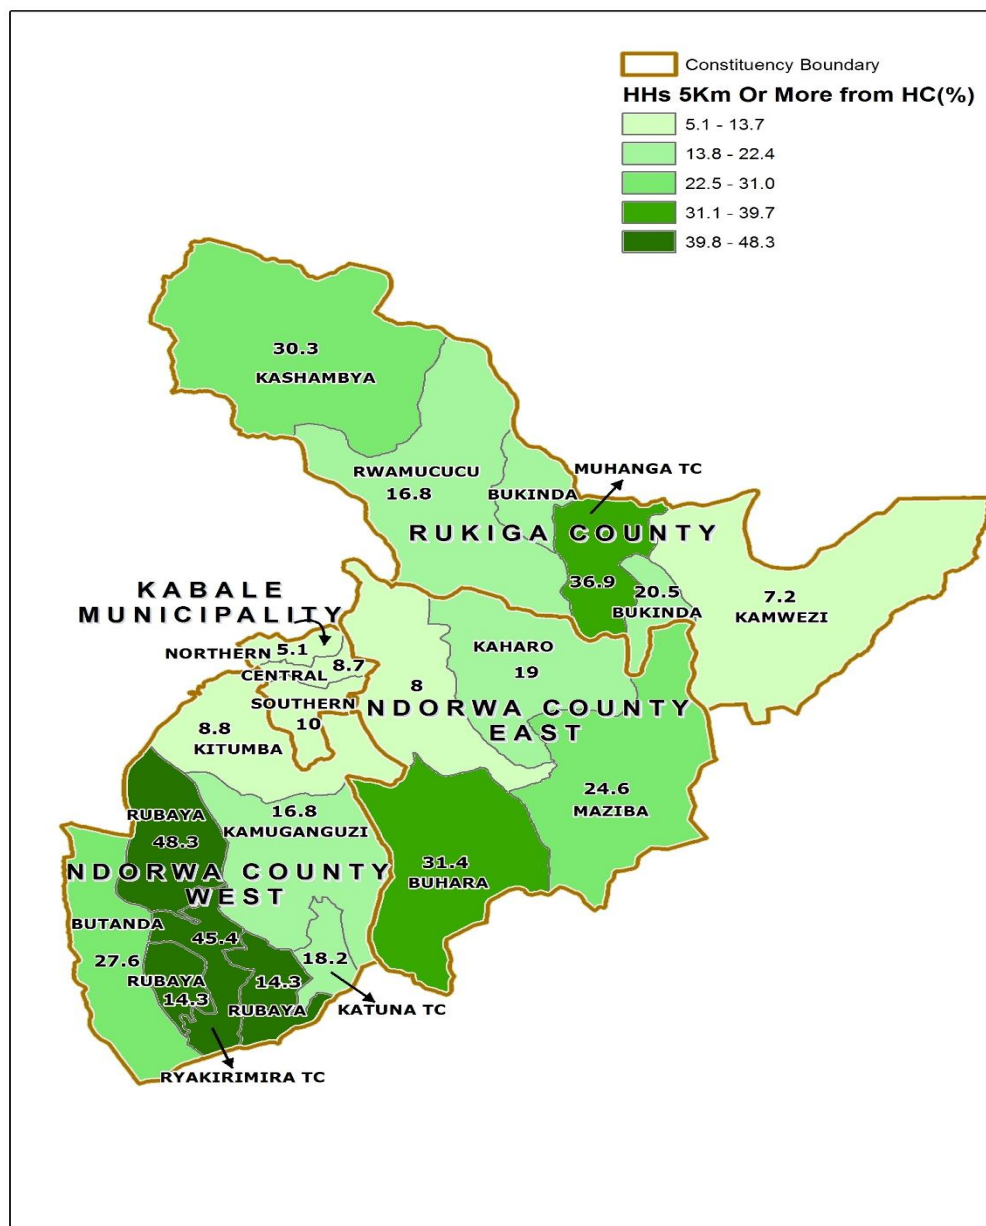 Constituency Boundary
HHs 5Km Or More from HC(%)
5.1 - 13.7
13.8 - 22.4
22.5 - 31.0
31.1 - 39.7
39.8 - 48.3
30.3
KASHAMBYA
RWAMUCUCU
16.8
MUHANGA TC
BUKINDA
RUKIGA COUNTY
36.9
20.5
BUKINDA
7.2
KAMWEZI
KABALE
MUNICIPALITY
NORTHERN
5.1
CENTRAL
8.7
SOUTHERN
10
8
KAHARO
19
NDORWA COUNTY
EAST
8.8
KITUMBA
24.6
MAZIBA
16.8
KAMUGANGUZI
RUBAYA
48.3
31.4
BUHARA
NDORWA COUNTY
WEST
BUTANDA
27.6
45.4
RUBAYA
14.3
14.3
RUBAYA
18.2
KATUNA TC
RYAKIRIMIRA TC